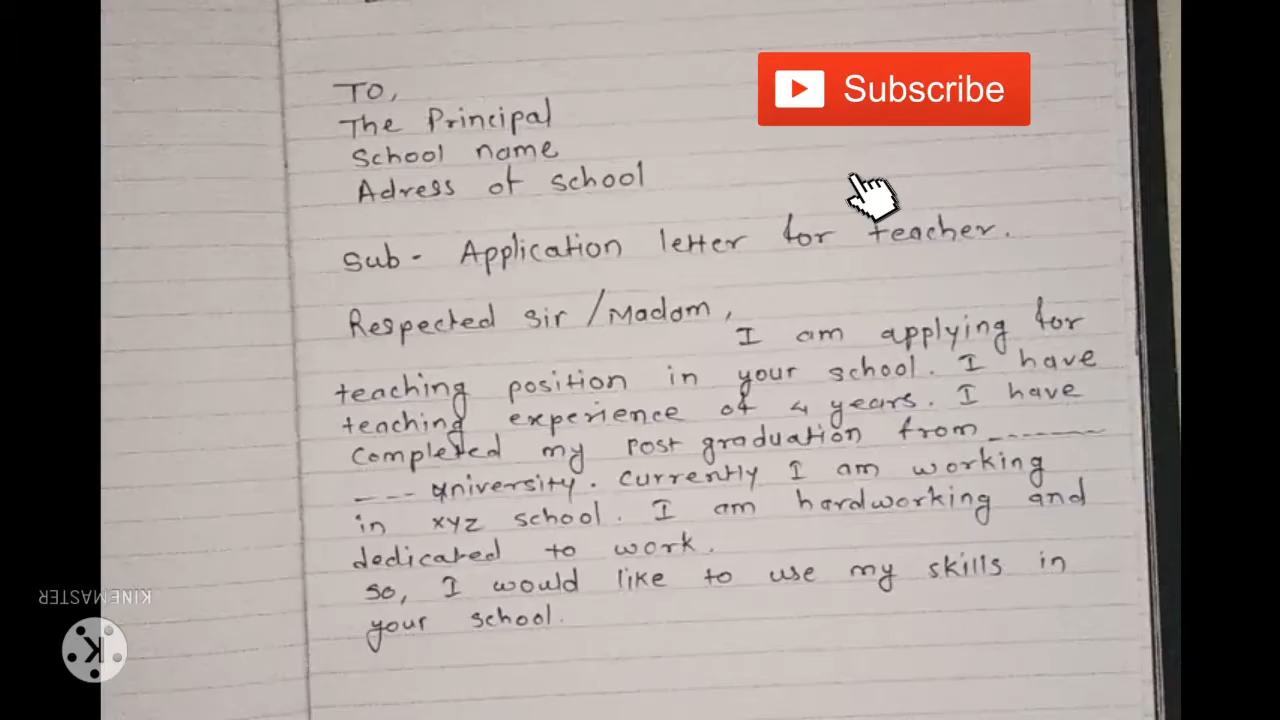 To,
The Principal
School name
Adress of school
Subscribe
Sub- Application letter for teacher.
Respected Sir /Madam,
I am applying for
teaching position in your school. I have
teaching experience of 4 years. I have
completed my post graduation from -------
--- university. Currently I am working
in xyz school. I am hardworking and
dedicated to work.
so, I would like to use my skills in
your school.
KINEMASTER
K